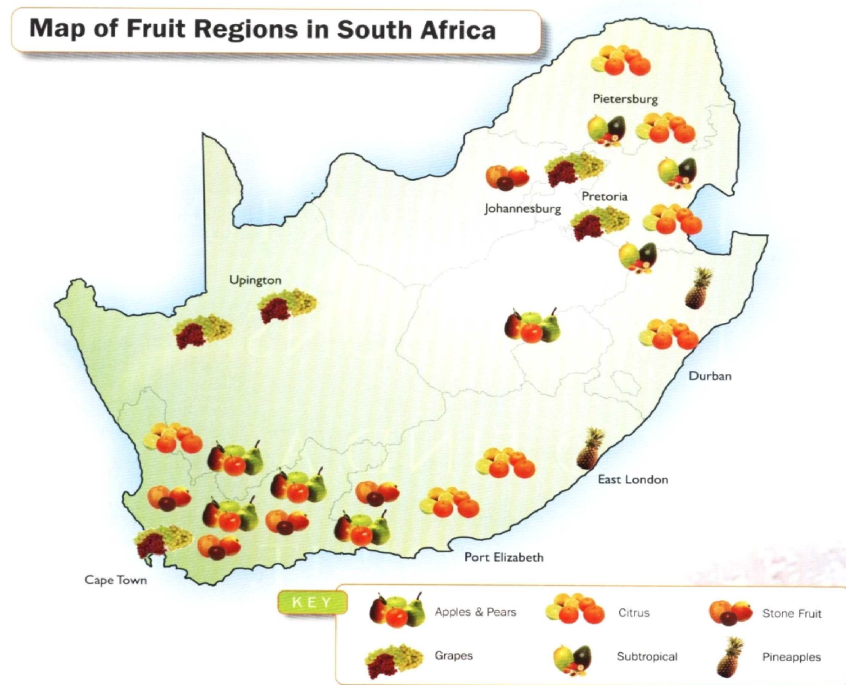 Map of Fruit Regions in South Africa
Pietersburg
Johannesburg
Pretoria
Upington
Durban
East London
Port Elizabeth
Cape Town
KEY
Apples & Pears
Citrus
Stone Fruit
Grapes
Subtropical
Pineapples